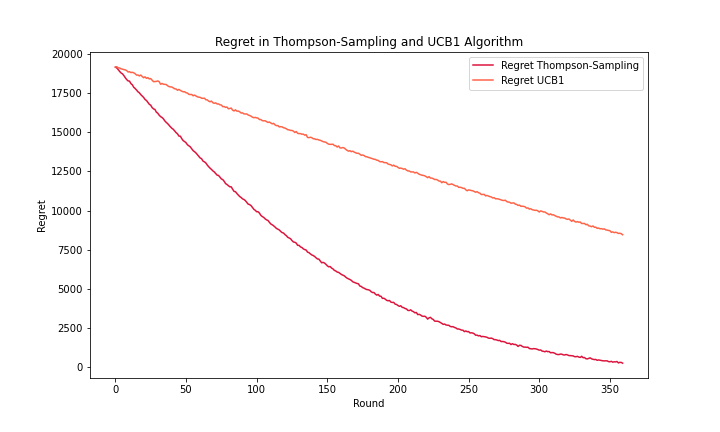 Regret in Thompson-Sampling and UCB1 Algorithm
Regret Thompson-Sampling
Regret UCB1
20000
17500
15000
12500
10000
7500
5000
2500
0
Regret
0 50 100 150 200 250 300 350
Round